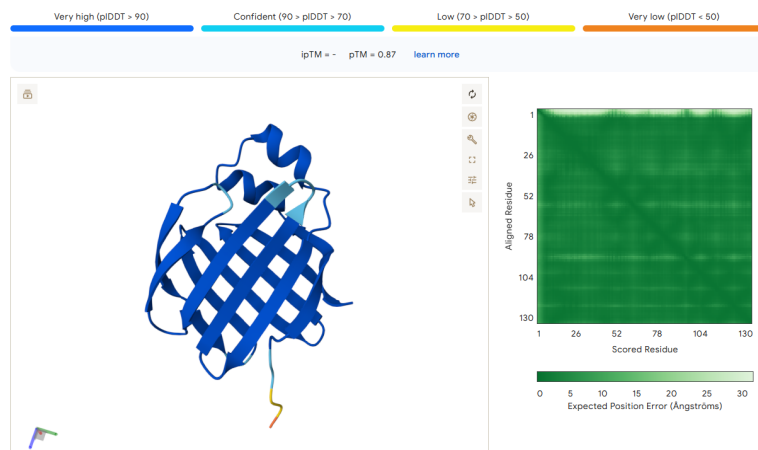 Very high (plDDT > 90)
Confident (90 > plDDT > 70)
Low (70 > plDDT > 50)
Very low (plDDT < 50)
ipTM = - pTM = 0.87 learn more
1
26
52
78
104
130
Aligned Residue
1 26 52 78 104 130
Scored Residue
0 5 10 15 20 25 30
Expected Position Error (Ångströms)